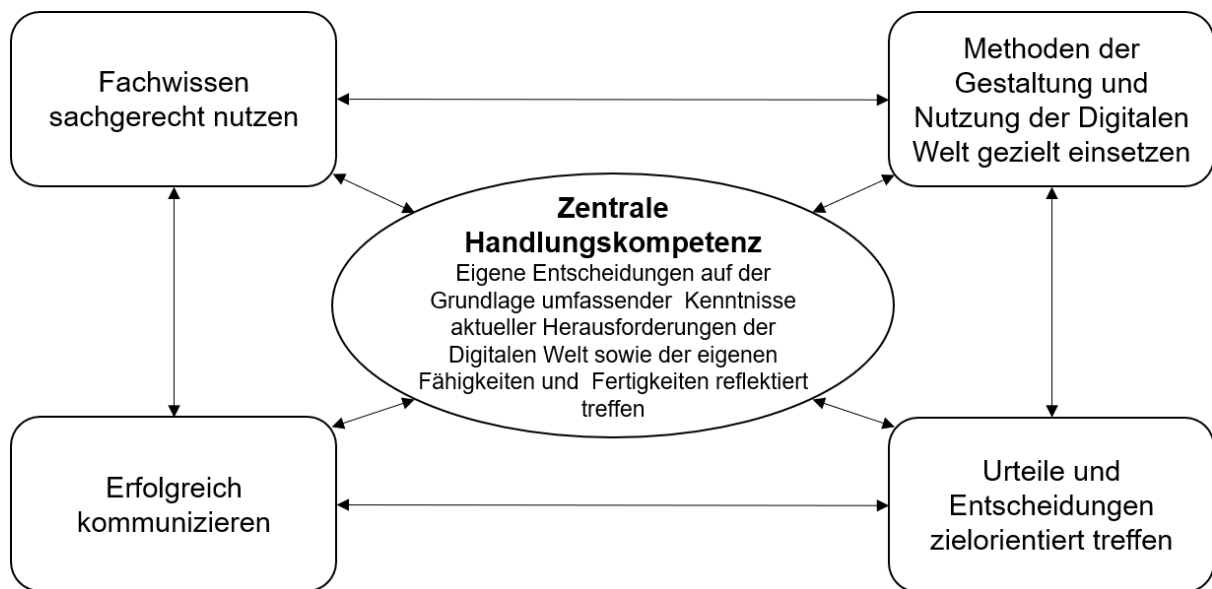 Fachwissen
sachgerecht nutzen
Methoden der
Gestaltung und
Nutzung der Digitalen
Welt gezielt einsetzen
Zentrale
Handlungskompetenz
Eigene Entscheidungen auf der
Grundlage umfassender Kenntnisse
aktueller Herausforderungen der
Digitalen Welt sowie der eigenen
Fähigkeiten und Fertigkeiten reflektiert
treffen
Erfolgreich
kommunizieren
Urteile und
Entscheidungen
zielorientiert treffen